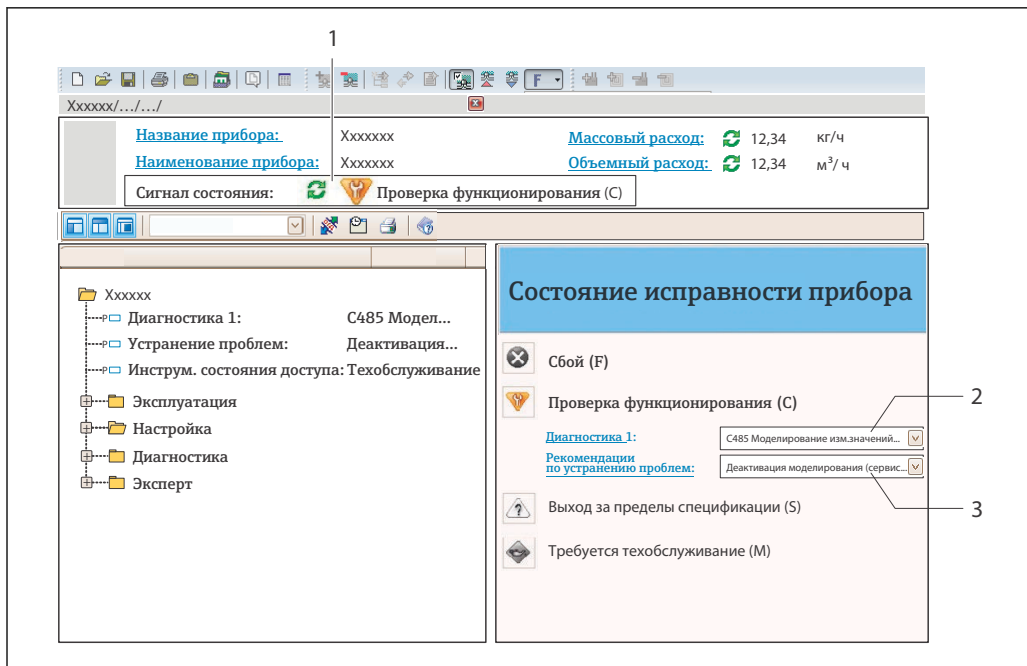 1
F
Xxxxxx/.../.../
Название прибора: Xxxxxxx Массовый расход: 12,34 кг/ч
Наименование прибора: Xxxxxxx Объемный расход: 12,34 м³/ ч
Сигнал состояния: Проверка функционирования (C)
Xxxxxx
P Диагностика 1: C485 Модел...
P Устранение проблем: Деактивация...
P Инструм. состояния доступа: Техобслуживание
Эксплуатация
Настройка
Диагностика
Эксперт
Состояние исправности прибора
Сбой (F)
Проверка функционирования (C)
2
Диагностика 1: C485 Моделирование изм.значений...
Рекомендации
по устранению проблем: Деактивация моделирования (сервис...
3
Выход за пределы спецификации (S)
Требуется техобслуживание (M)